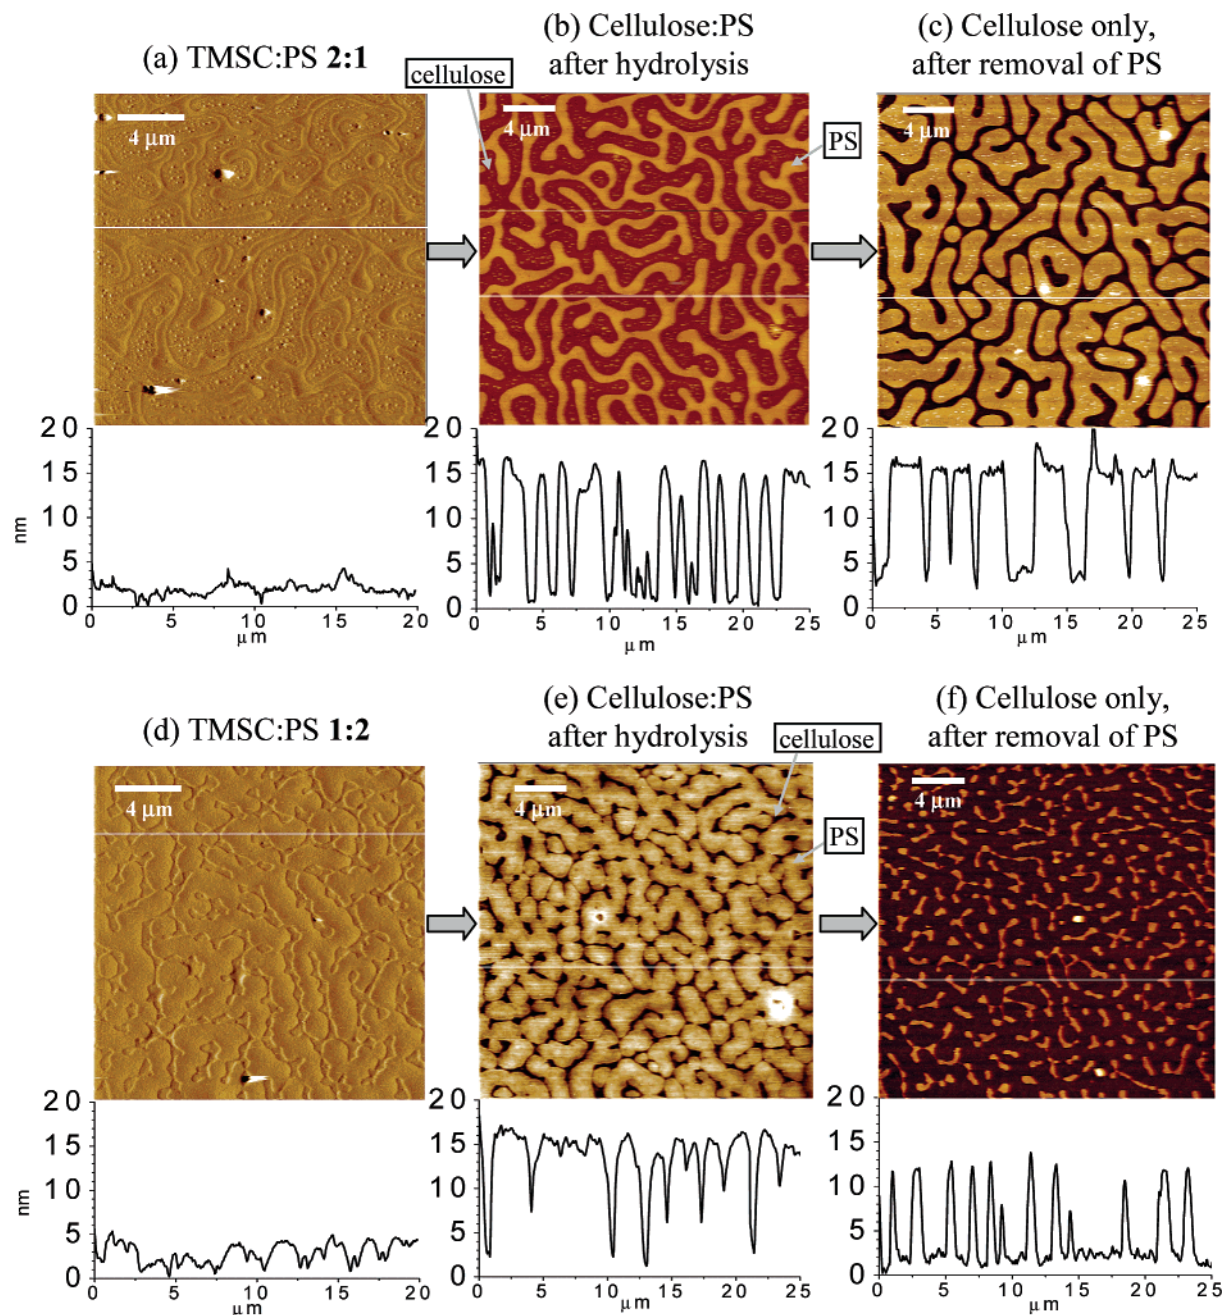 (a) TMSC:PS 2:1
(b) Cellulose:PS
after hydrolysis
(c) Cellulose only,
after removal of PS
cellulose
PS
4 μm
4 μm
4 μm
20
15
10
5
0
nm
0 5 10 15 20
μm
20
15
10
5
0
0 5 10 15 20 25
μm
20
15
10
5
0
0 5 10 15 20 25
μm
(d) TMSC:PS 1:2
(e) Cellulose:PS
after hydrolysis
(f) Cellulose only,
after removal of PS
cellulose
PS
4 μm
4 μm
4 μm
20
15
10
5
0
nm
0 5 10 15 20
μm
20
15
10
5
0
0 5 10 15 20 25
μm
20
15
10
5
0
0 5 10 15 20 25
μm